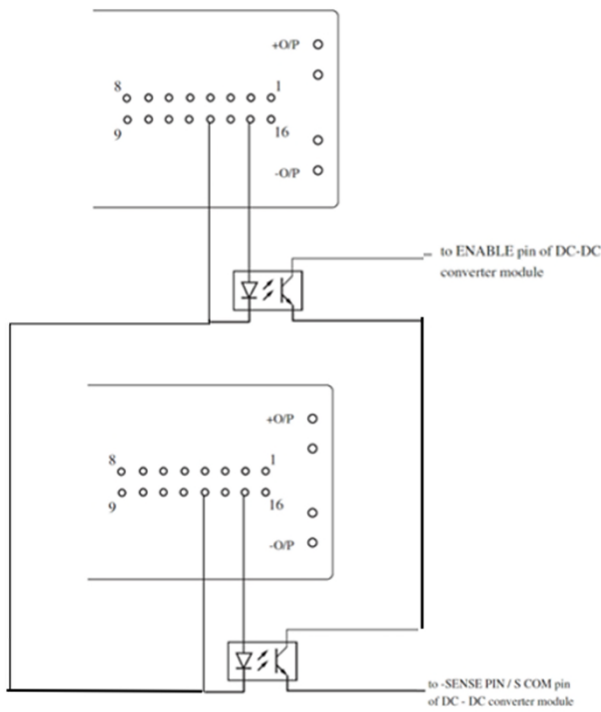 +O/P
8
1
9
16
-O/P
to ENABLE pin of DC-DC
converter module
+O/P
8
1
9
16
-O/P
to -SENSE PIN / S COM pin
of DC - DC converter module